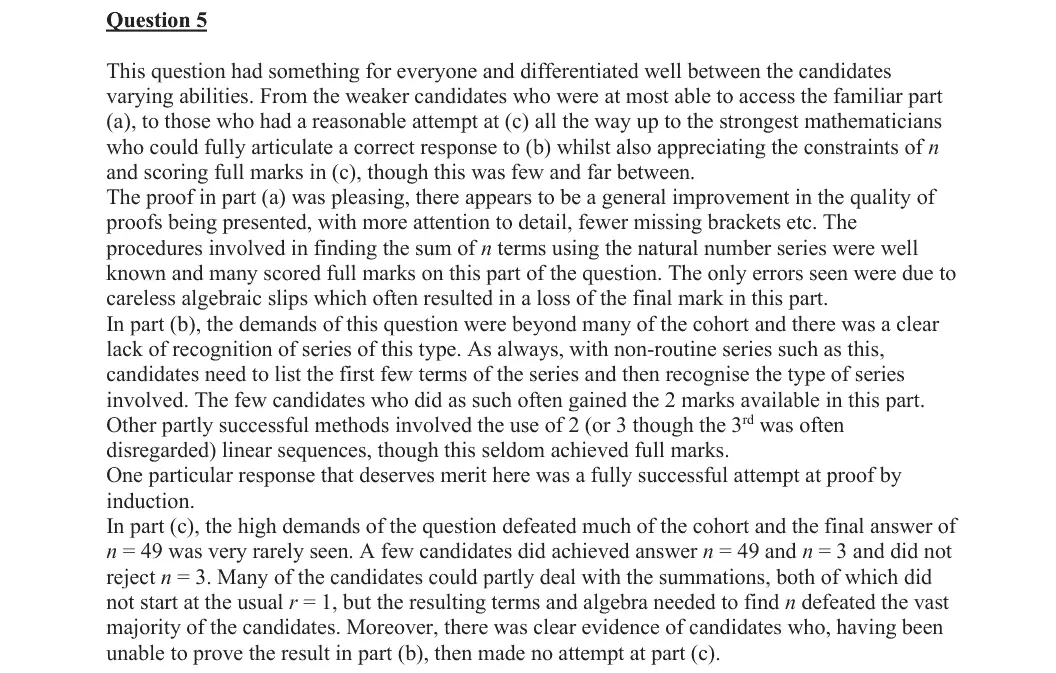 Question 5
This question had something for everyone and differentiated well between the candidates
varying abilities. From the weaker candidates who were at most able to access the familiar part
(a), to those who had a reasonable attempt at (c) all the way up to the strongest mathematicians
who could fully articulate a correct response to (b) whilst also appreciating the constraints of n
and scoring full marks in (c), though this was few and far between.
The proof in part (a) was pleasing, there appears to be a general improvement in the quality of
proofs being presented, with more attention to detail, fewer missing brackets etc. The
procedures involved in finding the sum of n terms using the natural number series were well
known and many scored full marks on this part of the question. The only errors seen were due to
careless algebraic slips which often resulted in a loss of the final mark in this part.
In part (b), the demands of this question were beyond many of the cohort and there was a clear
lack of recognition of series of this type. As always, with non-routine series such as this,
candidates need to list the first few terms of the series and then recognise the type of series
involved. The few candidates who did as such often gained the 2 marks available in this part.
Other partly successful methods involved the use of 2 (or 3 though the 3rd was often
disregarded) linear sequences, though this seldom achieved full marks.
One particular response that deserves merit here was a fully successful attempt at proof by
induction.
In part (c), the high demands of the question defeated much of the cohort and the final answer of
n = 49 was very rarely seen. A few candidates did achieved answer n = 49 and n = 3 and did not
reject n = 3. Many of the candidates could partly deal with the summations, both of which did
not start at the usual r = 1, but the resulting terms and algebra needed to find n defeated the vast
majority of the candidates. Moreover, there was clear evidence of candidates who, having been
unable to prove the result in part (b), then made no attempt at part (c).